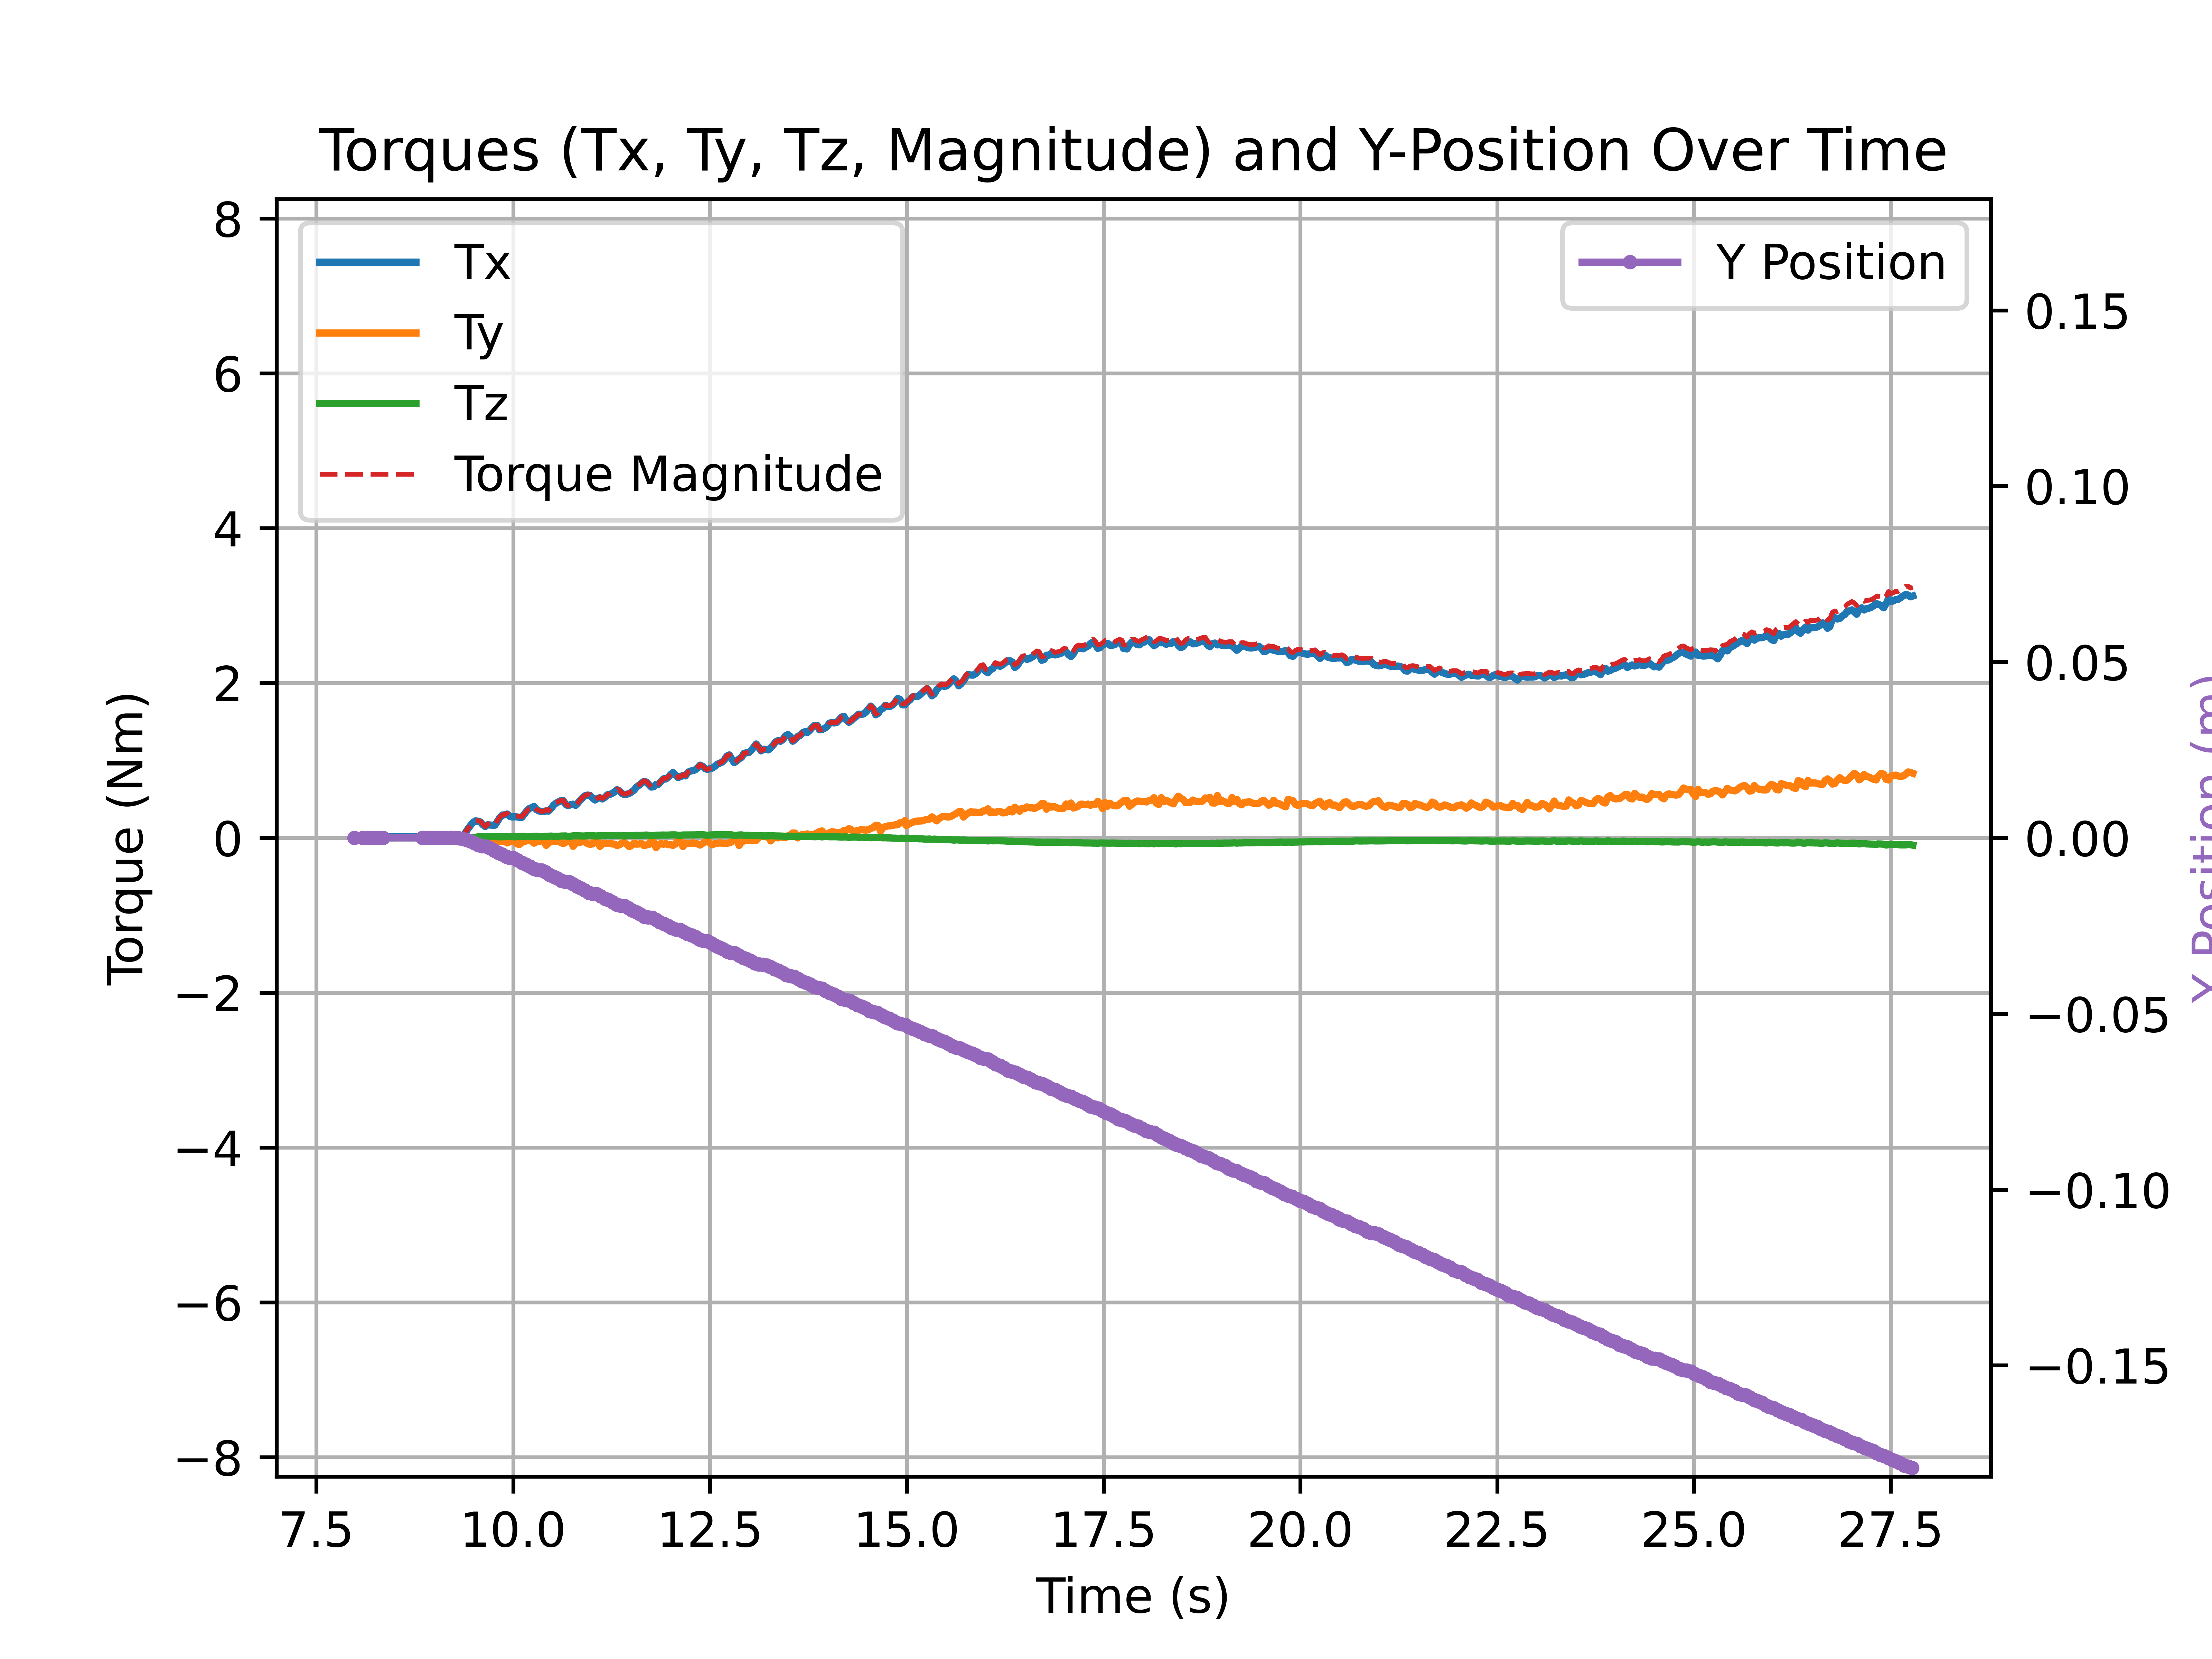 Torques (Tx, Ty, Tz, Magnitude) and Y-Position Over Time
Tx
Ty
Tz
Torque Magnitude
Y Position
8
6
4
2
0
−2
−4
−6
−8
Torque (Nm)
0.15
0.10
0.05
0.00
−0.05
−0.10
−0.15
Y Position (m)
7.5 10.0 12.5 15.0 17.5 20.0 22.5 25.0 27.5
Time (s)